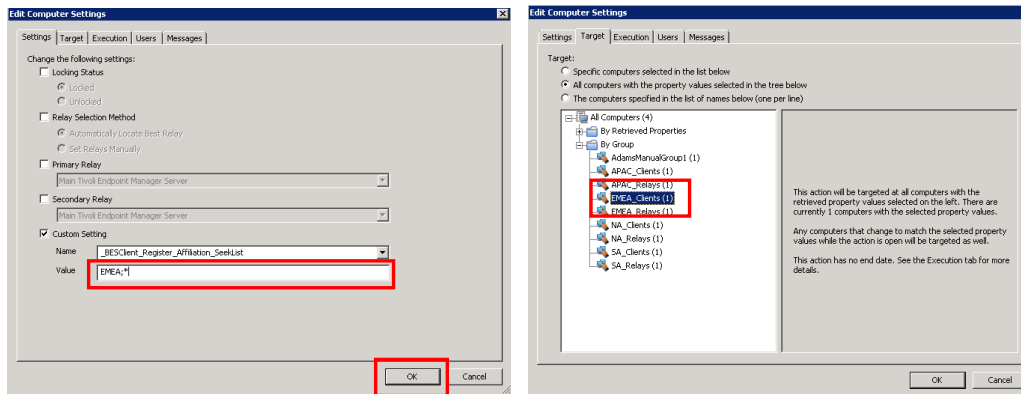 Edit Computer Settings
Settings Target Execution Users Messages
Change the following settings:
Locking Status
Locked
Unlocked
Relay Selection Method
Automatically Locate Best Relay
Set Relays Manually
Primary Relay
Main Tivoli Endpoint Manager Server
Secondary Relay
Main Tivoli Endpoint Manager Server
Custom Setting
Name _BESClient_Register_Affiliation_SeekList
Value EMEA;*
OK Cancel
Edit Computer Settings
Settings Target Execution Users Messages
Target:
Specific computers selected in the list below
All computers with the property values selected in the tree below
The computers specified in the list of names below (one per line)
All Computers (4)
By Retrieved Properties
By Group
AdamsManualGroup1 (1)
APAC_Clients (1)
APAC_Relays (1)
EMEA_Clients (1)
EMEA_Relays (1)
NA_Clients (1)
NA_Relays (1)
SA_Clients (1)
SA_Relays (1)
This action will be targeted at all computers with the
retrieved property values selected on the left. There are
currently 1 computers with the selected property values.
Any computers that change to match the selected property
values while the action is open will be targeted as well.
This action has no end date. See the Execution tab for more
details.
OK Cancel